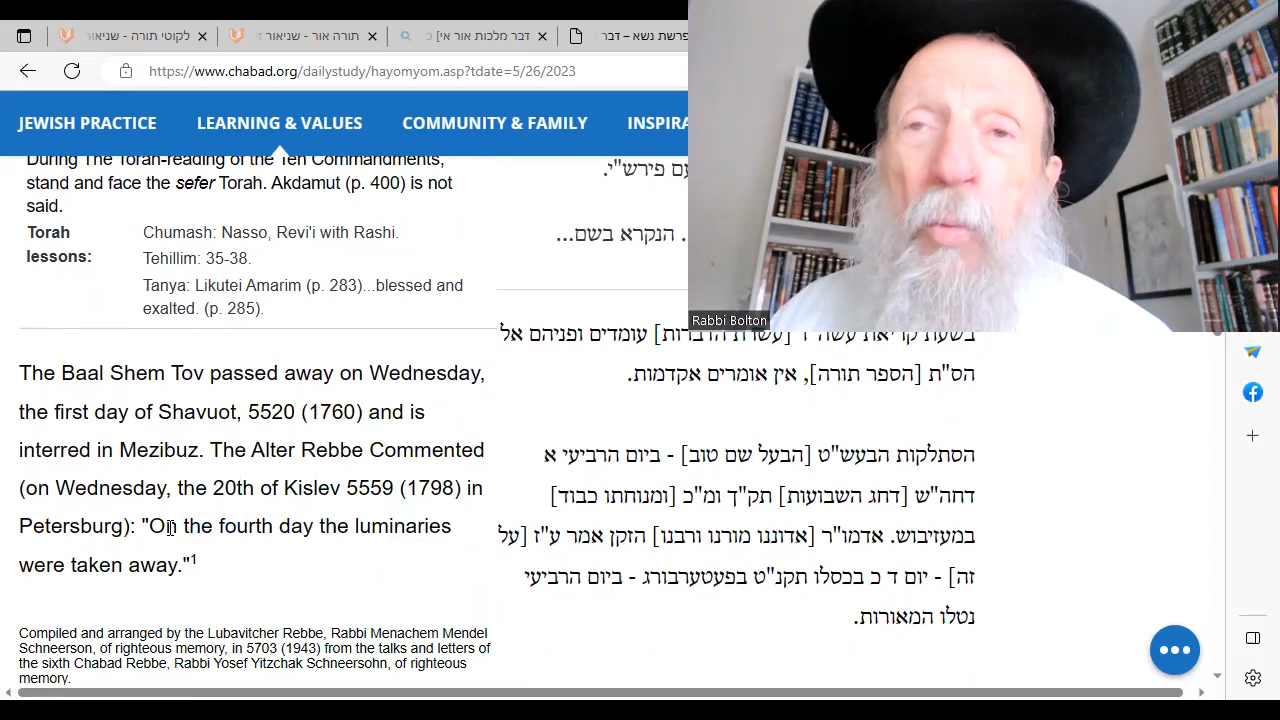 לקוטי תורה - שניאור
תורה אור - שניאור ז
דבר מלכות אור אי] כ
פרשת נשא – דבר
https://www.chabad.org/dailystudy/hayomyom.asp?tdate=5/26/2023
JEWISH PRACTICE LEARNING & VALUES COMMUNITY & FAMILY INSPIRA
During The Torah-reading of the Ten Commandments,
stand and face the sefer Torah. Akdamut (p. 400) is not
said.
Torah lessons:
Chumash: Nasso, Revi'i with Rashi.
Tehillim: 35-38.
Tanya: Likutei Amarim (p. 283)...blessed and
exalted. (p. 285).
The Baal Shem Tov passed away on Wednesday,
the first day of Shavuot, 5520 (1760) and is
interred in Mezibuz. The Alter Rebbe Commented
(on Wednesday, the 20th of Kislev 5559 (1798) in
Petersburg): "On the fourth day the luminaries
were taken away."1
Compiled and arranged by the Lubavitcher Rebbe, Rabbi Menachem Mendel
Schneerson, of righteous memory, in 5703 (1943) from the talks and letters of
the sixth Chabad Rebbe, Rabbi Yosef Yitzchak Schneersohn, of righteous
memory.
עם פירש"י.
. הנקרא בשם...
בשעת קריאת עשה"ד [עשרת הדברות] עומדים ופניהם אל
הס"ת [הספר תורה], אין אומרים אקדמות.
הסתלקות הבעש"ט [הבעל שם טוב] - ביום הרביעי א
דחה"ש [דחג השבועות] תק"ך ומ"כ [ומנוחתו כבוד]
במעזיבוש. אדמו"ר [אדוננו מורנו ורבנו] הזקן אמר ע"ז [על
זה] - יום ד כ בכסלו תקנ"ט בפעטערבורג - ביום הרביעי
נטלו המאורות.
Rabbi Bolton